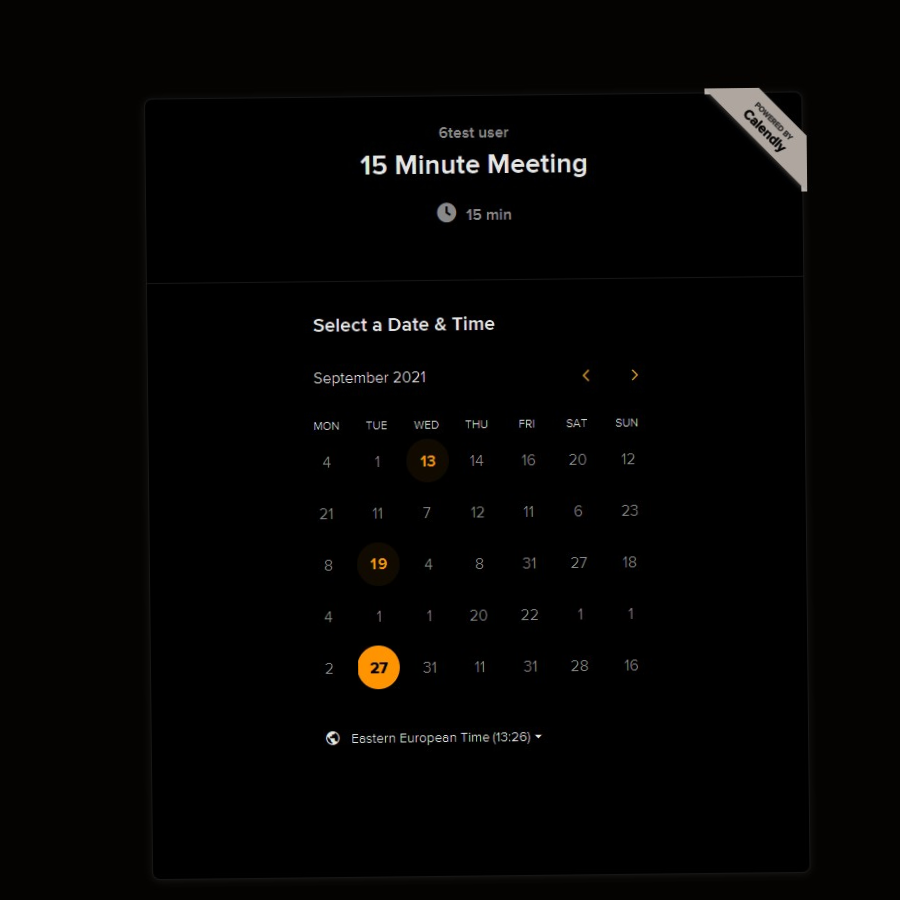 POWERED BY
Calendly
6test user
15 Minute Meeting
15 min
Select a Date & Time
September 2021
MON TUE WED THU FRI SAT SUN
4 1 13 14 16 20 12
21 11 7 12 11 6 23
8 19 4 8 31 27 18
4 1 1 20 22 1 1
2 27 31 11 31 28 16
Eastern European Time (13:26)